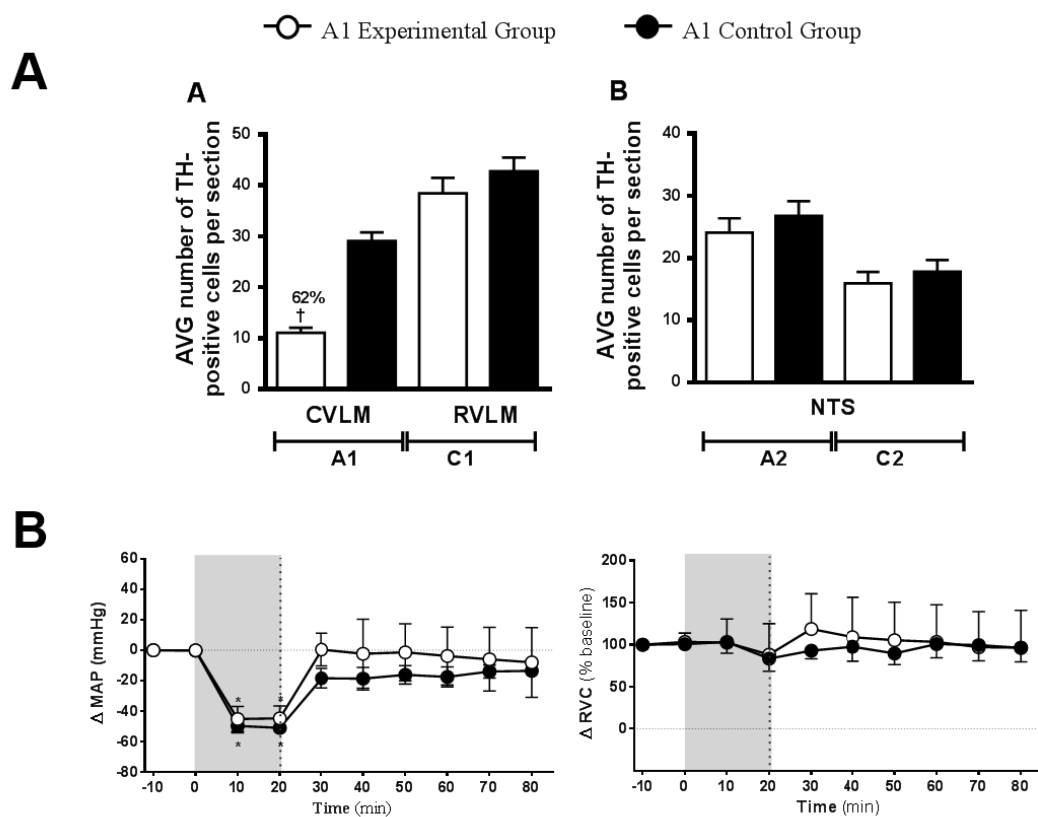 A1 Experimental Group A1 Control Group
A
A
AVG number of TH-
positive cells per section
50
40
30
20
10
0
62%
†
CVLM RVLM
A1 C1
B
AVG number of TH-
positive cells per section
40
30
20
10
0
NTS
A2 C2
B
Δ MAP (mmHg)
60
40
20
0
-20
-40
-60
-80
* *
* *
-10 0 10 20 30 40 50 60 70 80
Time (min)
Δ RVC (% baseline)
200
150
100
50
0
-10 0 10 20 30 40 50 60 70 80
Time (min)